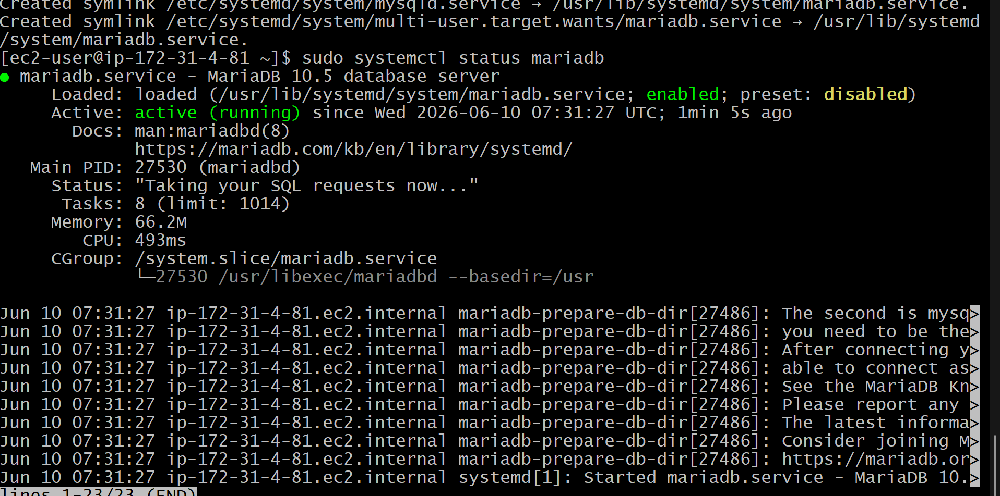 Created symlink /etc/systemd/system/mysqld.service → /usr/lib/systemd/system/mariadb.service.
Created symlink /etc/systemd/system/multi-user.target.wants/mariadb.service → /usr/lib/systemd
/system/mariadb.service.
[ec2-user@ip-172-31-4-81 ~]$ sudo systemctl status mariadb
● mariadb.service - MariaDB 10.5 database server
     Loaded: loaded (/usr/lib/systemd/system/mariadb.service; enabled; preset: disabled)
     Active: active (running) since Wed 2026-06-10 07:31:27 UTC; 1min 5s ago
       Docs: man:mariadbd(8)
             https://mariadb.com/kb/en/library/systemd/
   Main PID: 27530 (mariadbd)
     Status: "Taking your SQL requests now..."
      Tasks: 8 (limit: 1014)
     Memory: 66.2M
        CPU: 493ms
     CGroup: /system.slice/mariadb.service
             └─27530 /usr/libexec/mariadbd --basedir=/usr
Jun 10 07:31:27 ip-172-31-4-81.ec2.internal mariadb-prepare-db-dir[27486]: The second is mysq>
Jun 10 07:31:27 ip-172-31-4-81.ec2.internal mariadb-prepare-db-dir[27486]: you need to be the>
Jun 10 07:31:27 ip-172-31-4-81.ec2.internal mariadb-prepare-db-dir[27486]: After connecting y>
Jun 10 07:31:27 ip-172-31-4-81.ec2.internal mariadb-prepare-db-dir[27486]: able to connect as>
Jun 10 07:31:27 ip-172-31-4-81.ec2.internal mariadb-prepare-db-dir[27486]: See the MariaDB Kn>
Jun 10 07:31:27 ip-172-31-4-81.ec2.internal mariadb-prepare-db-dir[27486]: Please report any >
Jun 10 07:31:27 ip-172-31-4-81.ec2.internal mariadb-prepare-db-dir[27486]: The latest informa>
Jun 10 07:31:27 ip-172-31-4-81.ec2.internal mariadb-prepare-db-dir[27486]: Consider joining M>
Jun 10 07:31:27 ip-172-31-4-81.ec2.internal mariadb-prepare-db-dir[27486]: https://mariadb.or>
Jun 10 07:31:27 ip-172-31-4-81.ec2.internal systemd[1]: Started mariadb.service - MariaDB 10.>
lines 1-23/23 (END)